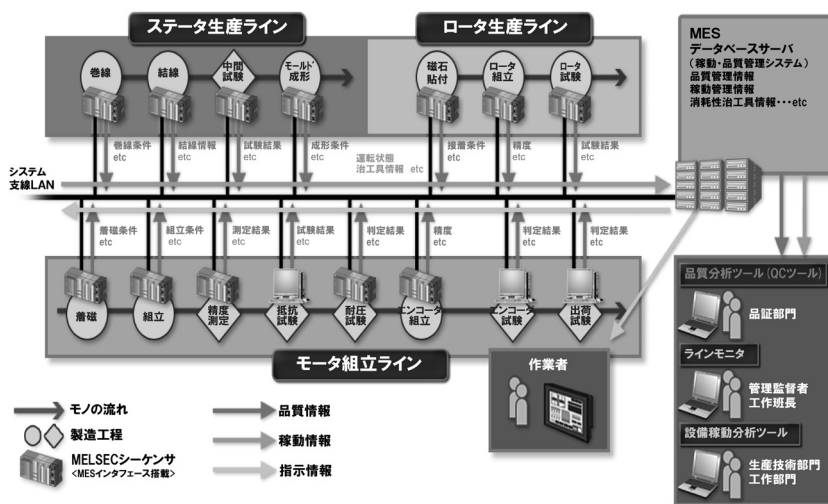 ステータ生産ライン
ロータ生産ライン
巻線
結線
中間
試験
モールド
成形
磁石
貼付
ロータ
組立
ロータ
試験
MES
データベースサーバ
（稼動・品質管理システム）
品質管理情報
稼動管理情報
消耗性治工具情報・・・etc
巻線条件
etc
結線情報
etc
試験結果
etc
成形条件
etc
運転状態
治工具情報 etc
接着条件
etc
精度
etc
試験結果
etc
システム
支線LAN
着磁条件
etc
組立条件
etc
測定結果
etc
試験結果
etc
判定結果
etc
精度
etc
判定結果
etc
判定結果
etc
着磁
組立
精度
測定
抵抗
試験
耐圧
試験
エンコーダ
組立
エンコーダ
試験
出荷
試験
モータ組立ライン
作業者
品質分析ツール(QCツール)
品証部門
ラインモニタ
管理監督者
工作班長
設備稼動分析ツール
生産技術部門
工作部門
モノの流れ
製造工程
MELSECシーケンサ
<MESインタフェース搭載>
品質情報
稼動情報
指示情報